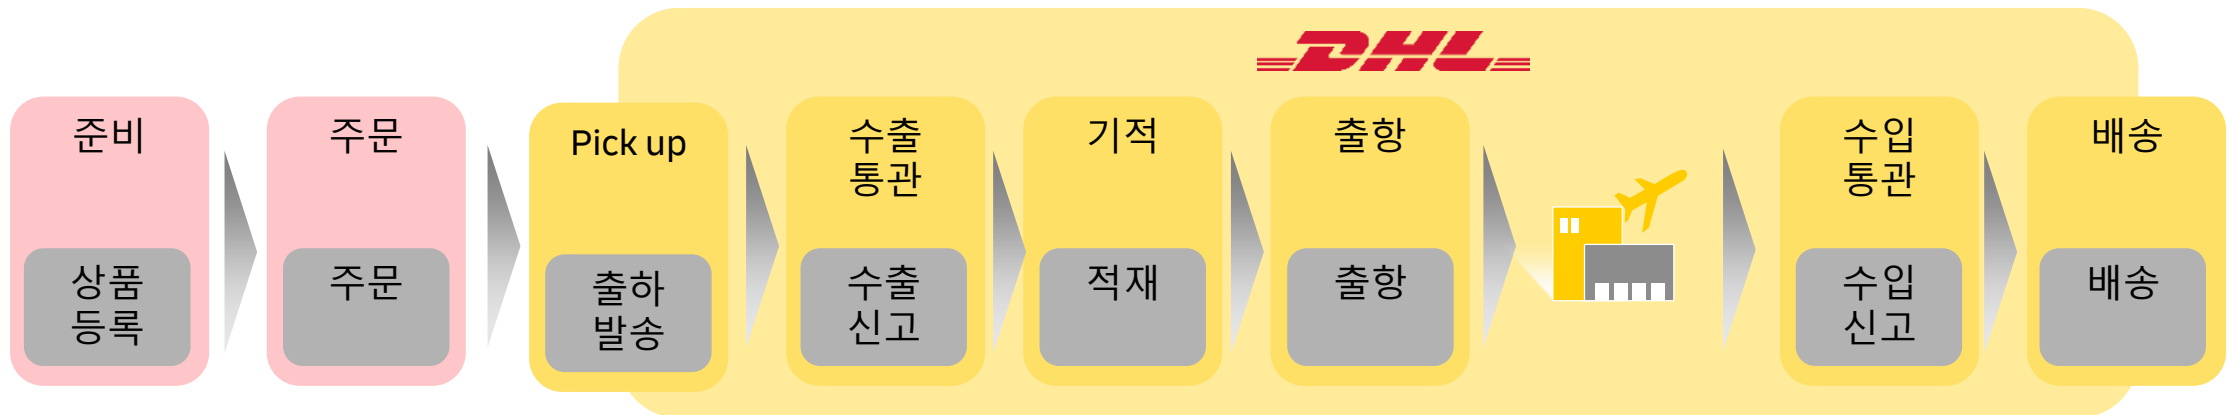 DHL
준비
주문
Pick up
수출
통관
기적
출항
수입
통관
배송
상품
등록
주문
출하
발송
수출
신고
적재
출항
수입
신고
배송